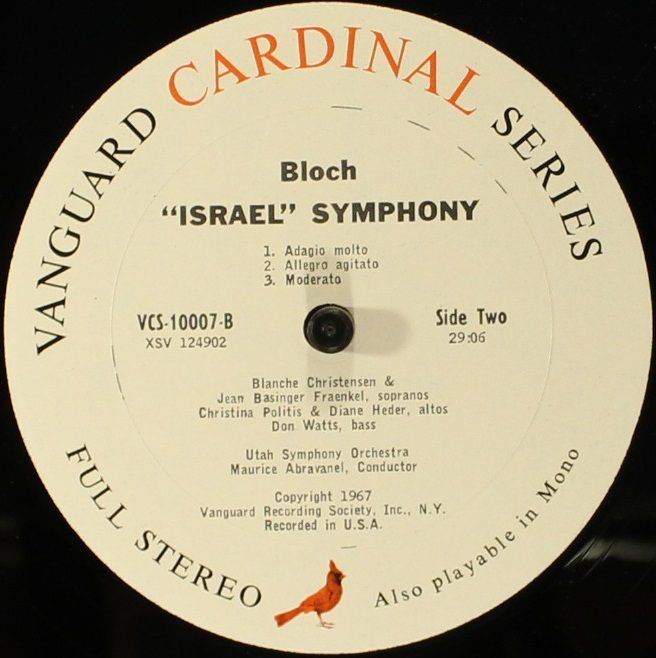 VANGUARD CARDINAL SERIES
Bloch
“ISRAEL” SYMPHONY
1. Adagio molto
2. Allegro agitato
3. Moderato
VCS-10007-B
XSV 124902
Side Two
29:06
Blanche Christensen &
Jean Basinger Fraenkel, sopranos
Christina Politis & Diane Heder, altos
Don Watts, bass
Utah Symphony Orchestra
Maurice Abravanel, Conductor
Copyright 1967
Vanguard Recording Society, Inc., N.Y.
Recorded in U.S.A.
FULL STEREO
Also playable in Mono